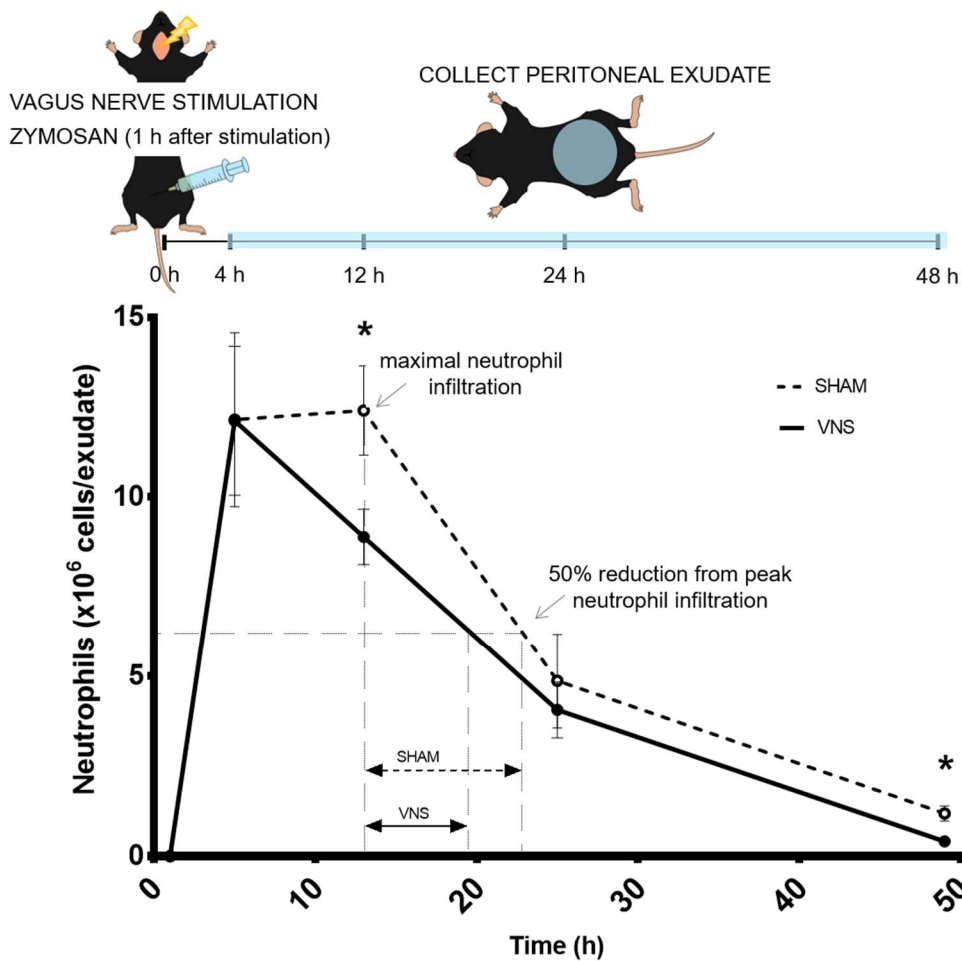 VAGUS NERVE STIMULATION
ZYMOSAN (1 h after stimulation)
COLLECT PERITONEAL EXUDATE
0 h
4 h
12 h
24 h
48 h
15
10
5
0
Neutrophils (x10⁶ cells/exudate)
*
maximal neutrophil
infiltration
SHAM
VNS
50% reduction from peak
neutrophil infiltration
SHAM
VNS
*
0
10
20
30
40
50
Time (h)